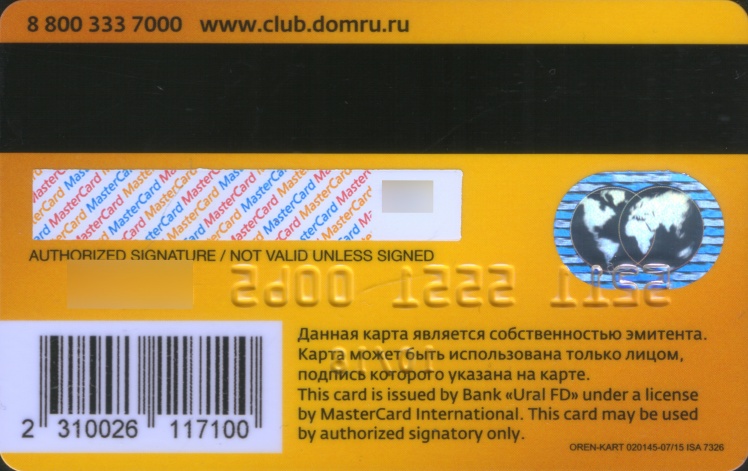 8 800 333 7000 www.club.domru.ru
MasterCard MasterCard MasterCard
AUTHORIZED SIGNATURE / NOT VALID UNLESS SIGNED
Данная карта является собственностью эмитента.
Карта может быть использована только лицом,
подпись которого указана на карте.
This card is issued by Bank «Ural FD» under a license
by MasterCard International. This card may be used
by authorized signatory only.
2 310026 117100
OREN-KART 020145-07/15 ISA 7326